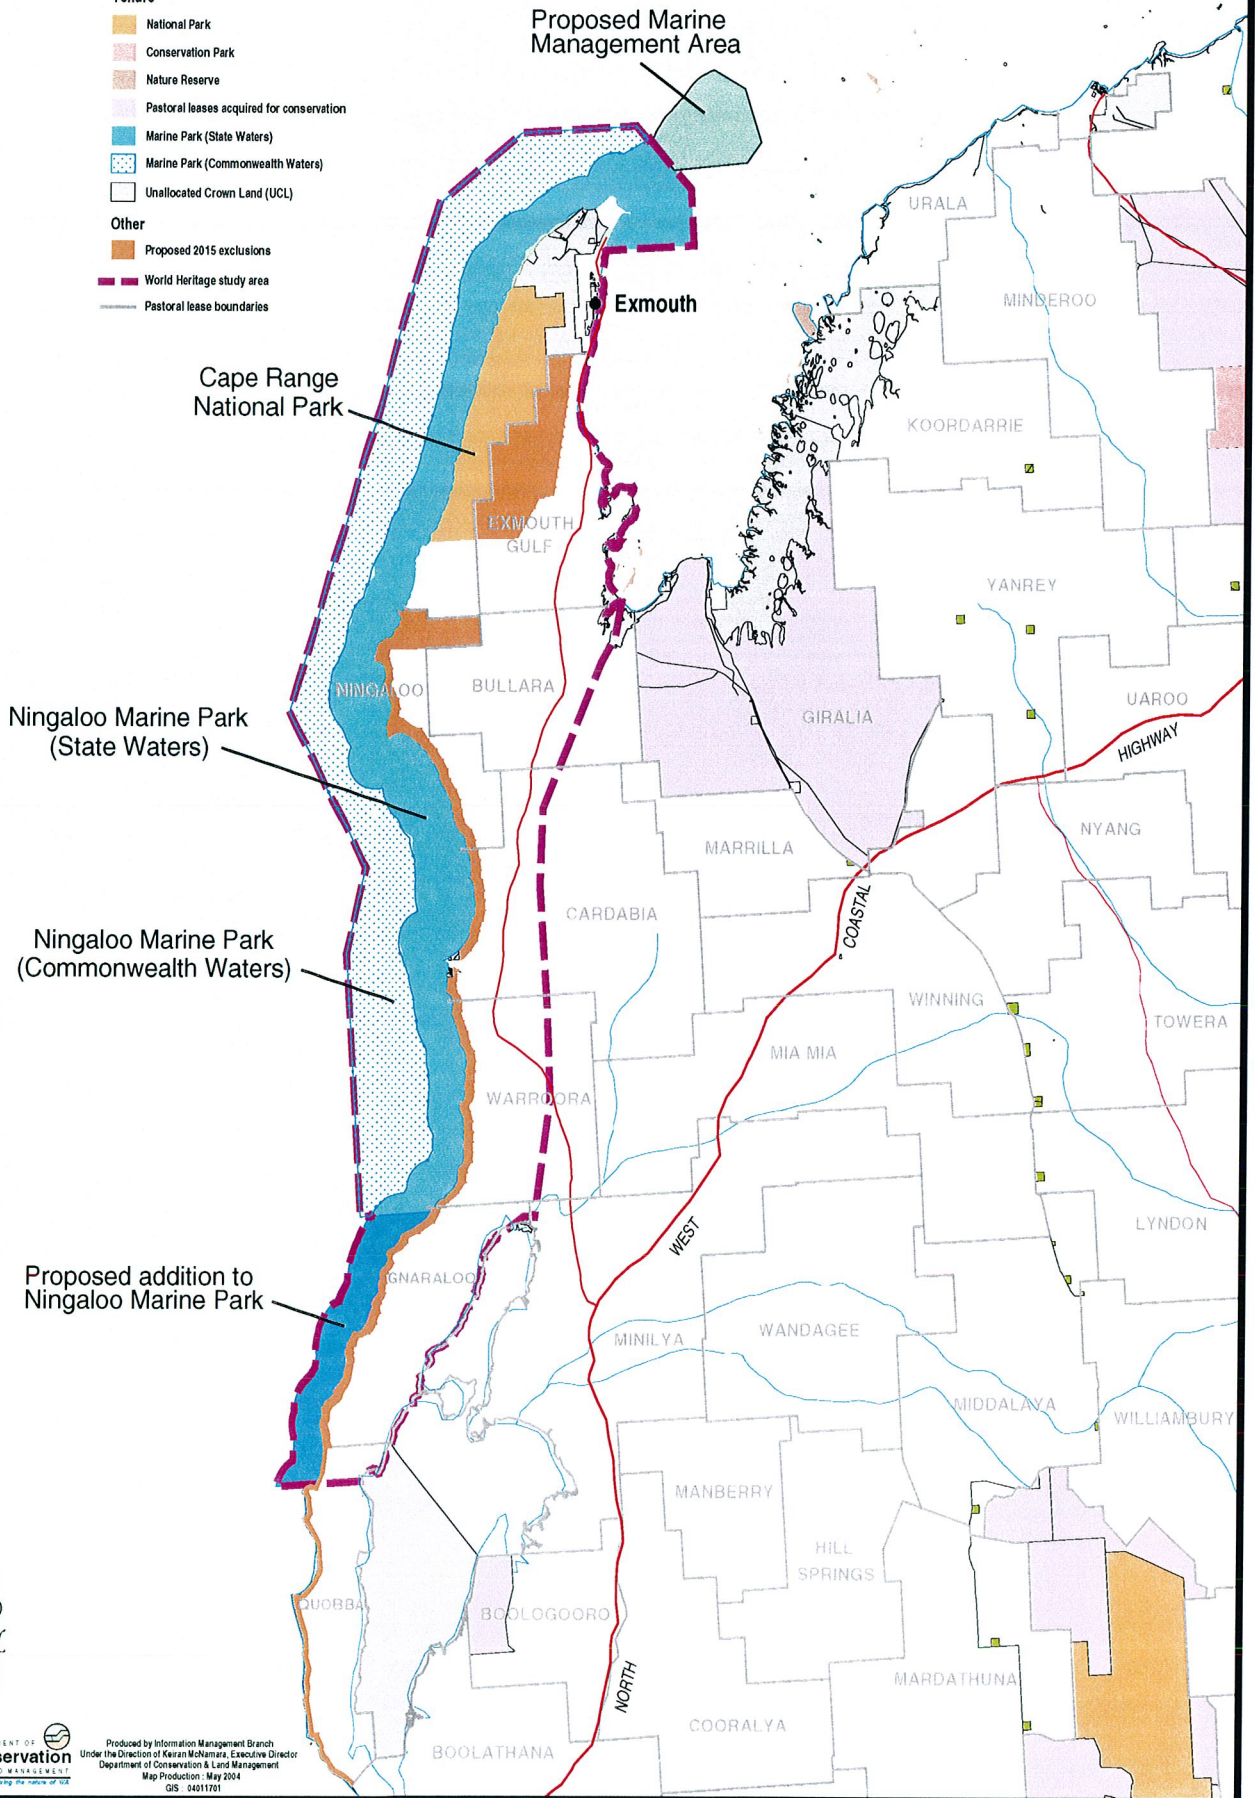 National Park
Conservation Park
Nature Reserve
Pastoral leases acquired for conservation
Marine Park (State Waters)
Marine Park (Commonwealth Waters)
Unallocated Crown Land (UCL)
Other
Proposed 2015 exclusions
World Heritage study area
Pastoral lease boundaries
Proposed Marine
Management Area
URALA
MINDEROO
Exmouth
Cape Range
National Park
KOORDARRIE
EXMOUTH
GULF
YANREY
NINGALOO
BULLARA
GIRALIA
UAROO
HIGHWAY
Ningaloo Marine Park
(State Waters)
NYANG
MARRILLA
CARDABIA
COASTAL
Ningaloo Marine Park
(Commonwealth Waters)
WINNING
TOWERA
MIA MIA
WARROORA
LYNDON
WEST
GNARALOO
Proposed addition to
Ningaloo Marine Park
MINILYA
WANDAGEE
MIDDALAYA
WILLIAMBURY
MANBERRY
HILL
SPRINGS
QUOBBA
BOOLOGOORO
MARDATHUNA
NORTH
COORALYA
BOOLATHANA
Produced by Information Management Branch
Under the Direction of Keiran McNamara, Executive Director
Department of Conservation & Land Management
Map Production : May 2004
GIS : 04011701